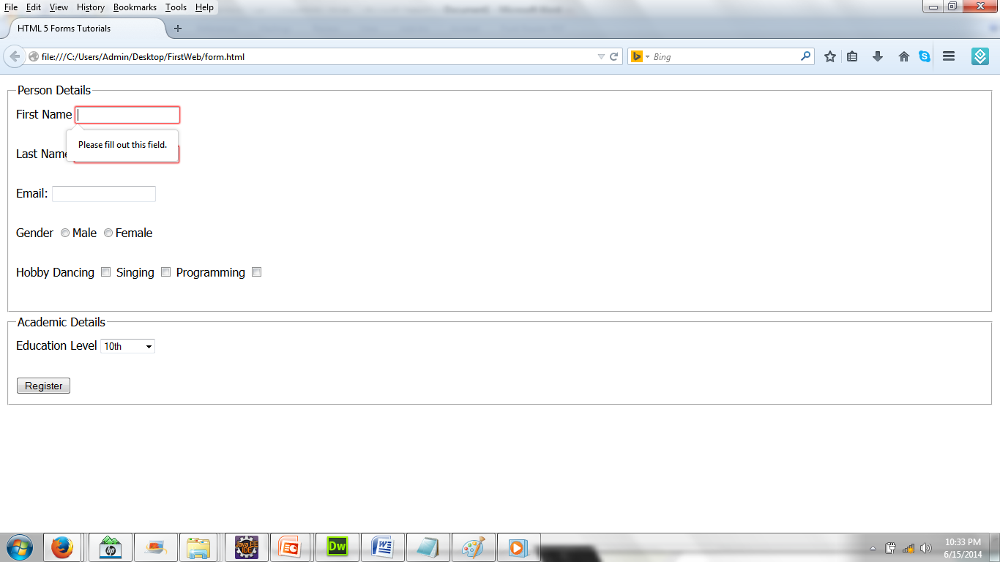 File Edit View History Bookmarks Tools Help
HTML 5 Forms Tutorials
file:///C:/Users/Admin/Desktop/FirstWeb/form.html
Bing
Person Details
First Name
Please fill out this field.
Last Name
Email:
Gender Male Female
Hobby Dancing Singing Programming
Academic Details
Education Level 10th
Register
hp
Java EE
IDE
Dw
10:33 PM
6/15/2014